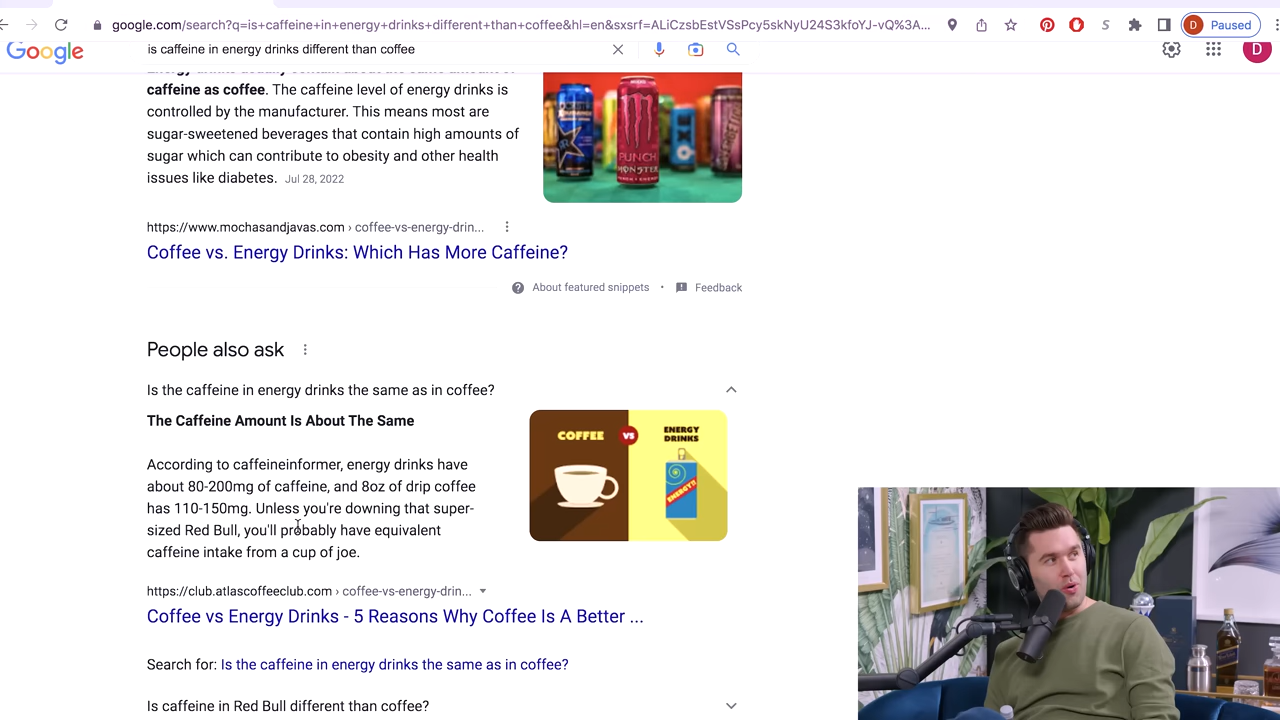 google.com/search?q=is+caffeine+in+energy+drinks+different+than+coffee&hl=en&sxsrf=ALiCzsbEstVSsPcy5skNyU24S3kfoYJ-vQ%3A...
D Paused
Google
is caffeine in energy drinks different than coffee
D
Energy drinks usually contain about the same amount of
caffeine as coffee. The caffeine level of energy drinks is
controlled by the manufacturer. This means most are
sugar-sweetened beverages that contain high amounts of
sugar which can contribute to obesity and other health
issues like diabetes. Jul 28, 2022
PUNCH
MONSTER
https://www.mochasandjavas.com › coffee-vs-energy-drin...
Coffee vs. Energy Drinks: Which Has More Caffeine?
About featured snippets • Feedback
People also ask
Is the caffeine in energy drinks the same as in coffee?
The Caffeine Amount Is About The Same
According to caffeineinformer, energy drinks have
about 80-200mg of caffeine, and 8oz of drip coffee
has 110-150mg. Unless you're downing that super-
sized Red Bull, you'll probably have equivalent
caffeine intake from a cup of joe.
COFFEE VS ENERGY DRINKS
ENERGY!!
https://club.atlascoffeeclub.com › coffee-vs-energy-drin...
Coffee vs Energy Drinks - 5 Reasons Why Coffee Is A Better ...
Search for: Is the caffeine in energy drinks the same as in coffee?
Is caffeine in Red Bull different than coffee?